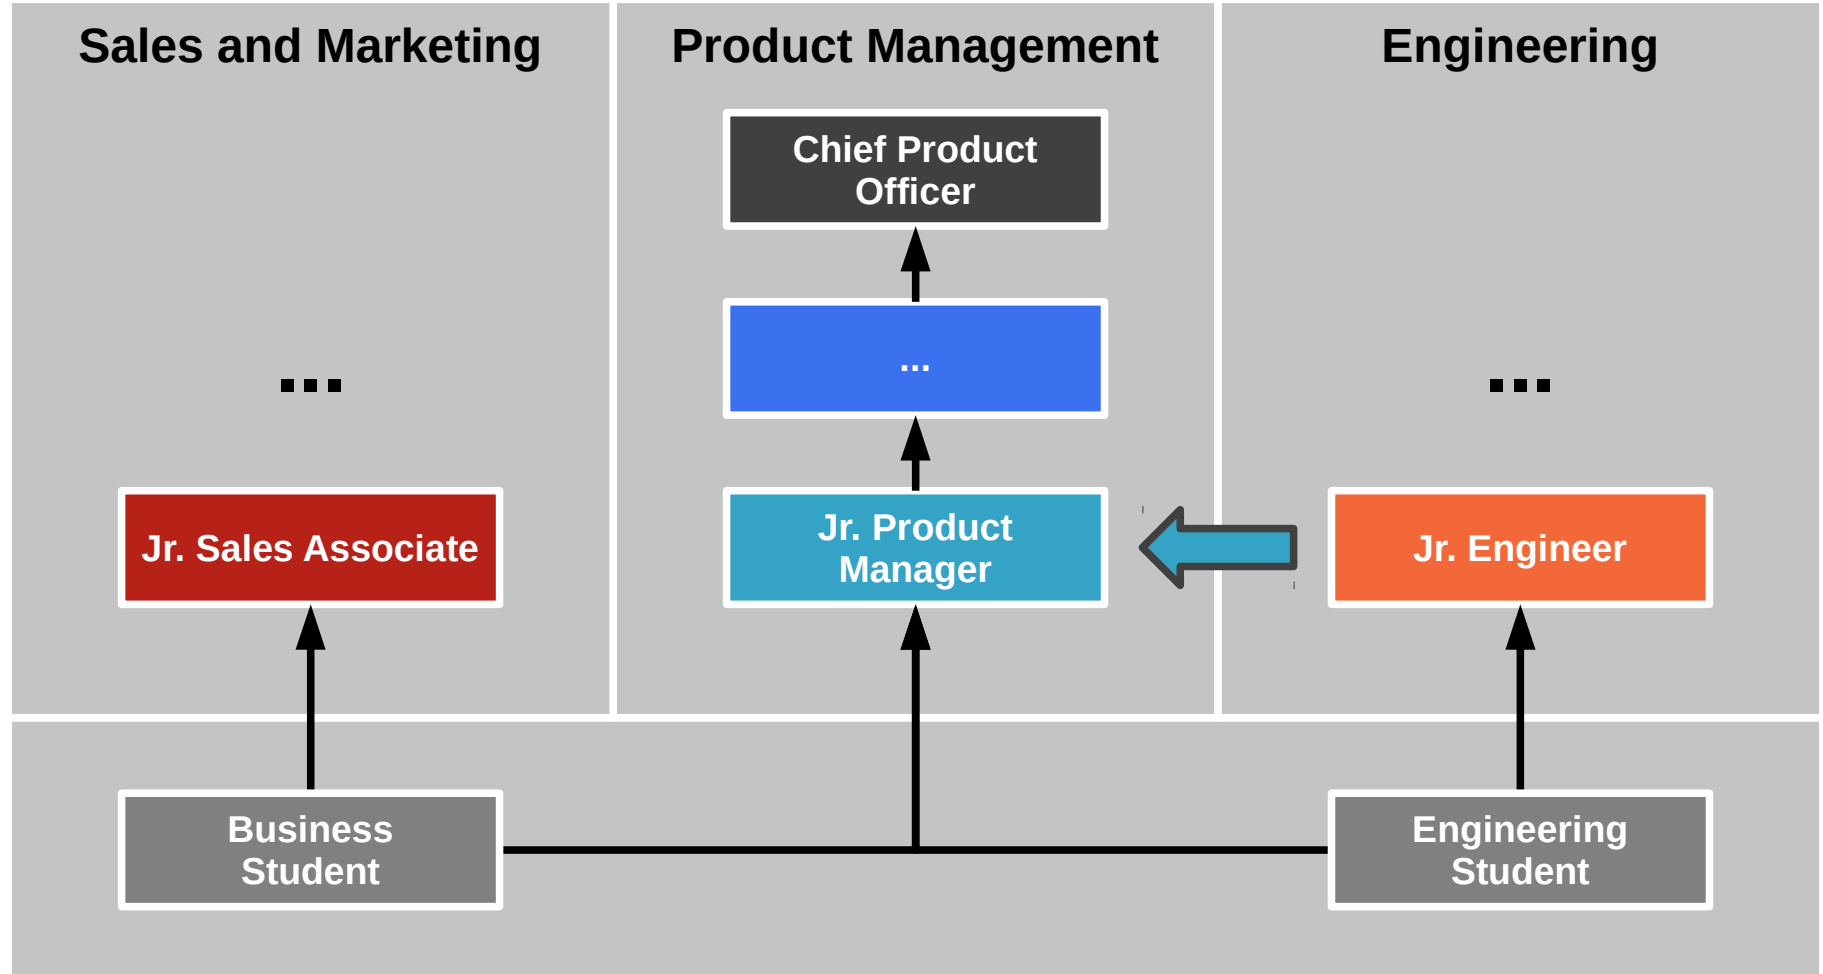 Sales and Marketing
Product Management
Engineering
Chief Product
Officer
...
...
...
Jr. Sales Associate
Jr. Product
Manager
Jr. Engineer
Business
Student
Engineering
Student